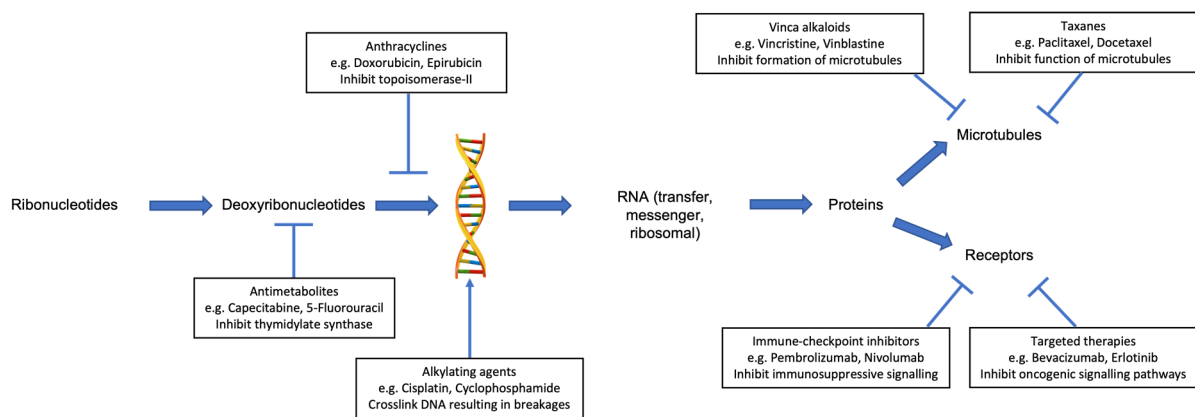 Anthracyclines
e.g. Doxorubicin, Epirubicin
Inhibit topoisomerase-II
Vinca alkaloids
e.g. Vincristine, Vinblastine
Inhibit formation of microtubules
Taxanes
e.g. Paclitaxel, Docetaxel
Inhibit function of microtubules
Microtubules
Ribonucleotides
Deoxyribonucleotides
RNA (transfer,
messenger,
ribosomal)
Proteins
Receptors
Antimetabolites
e.g. Capecitabine, 5-Fluorouracil
Inhibit thymidylate synthase
Alkylating agents
e.g. Cisplatin, Cyclophosphamide
Crosslink DNA resulting in breakages
Immune-checkpoint inhibitors
e.g. Pembrolizumab, Nivolumab
Inhibit immunosuppressive signalling
Targeted therapies
e.g. Bevacizumab, Erlotinib
Inhibit oncogenic signalling pathways